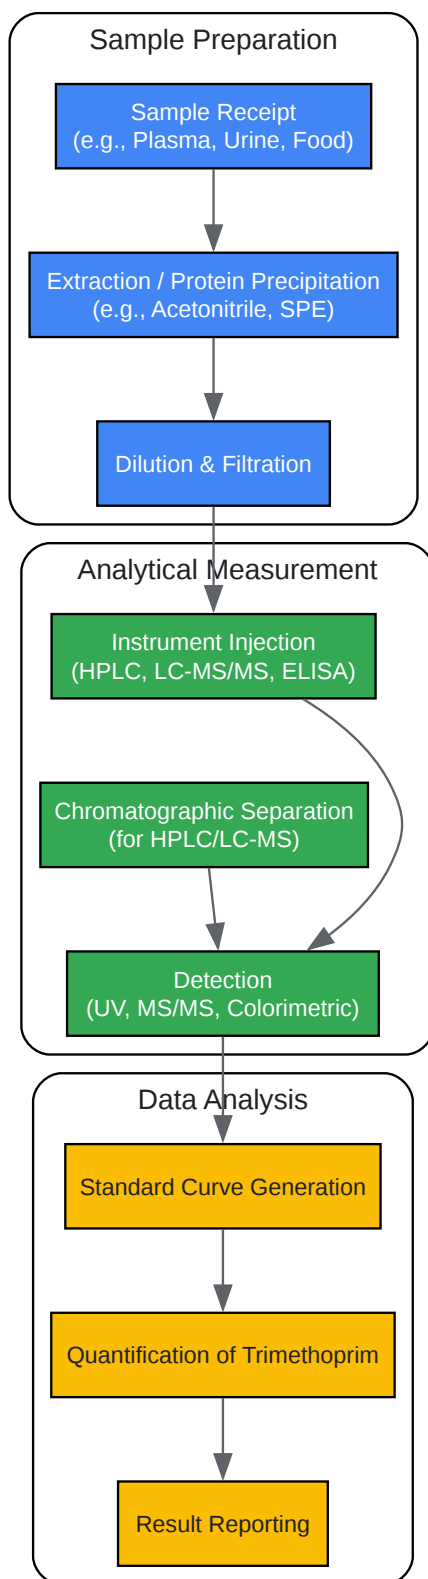 Sample Preparation
Sample Receipt
(e.g., Plasma, Urine, Food)
Extraction / Protein Precipitation
(e.g., Acetonitrile, SPE)
Dilution & Filtration
Analytical Measurement
Instrument Injection
(HPLC, LC-MS/MS, ELISA)
Chromatographic Separation
(for HPLC/LC-MS)
Detection
(UV, MS/MS, Colorimetric)
Data Analysis
Standard Curve Generation
Quantification of Trimethoprim
Result Reporting